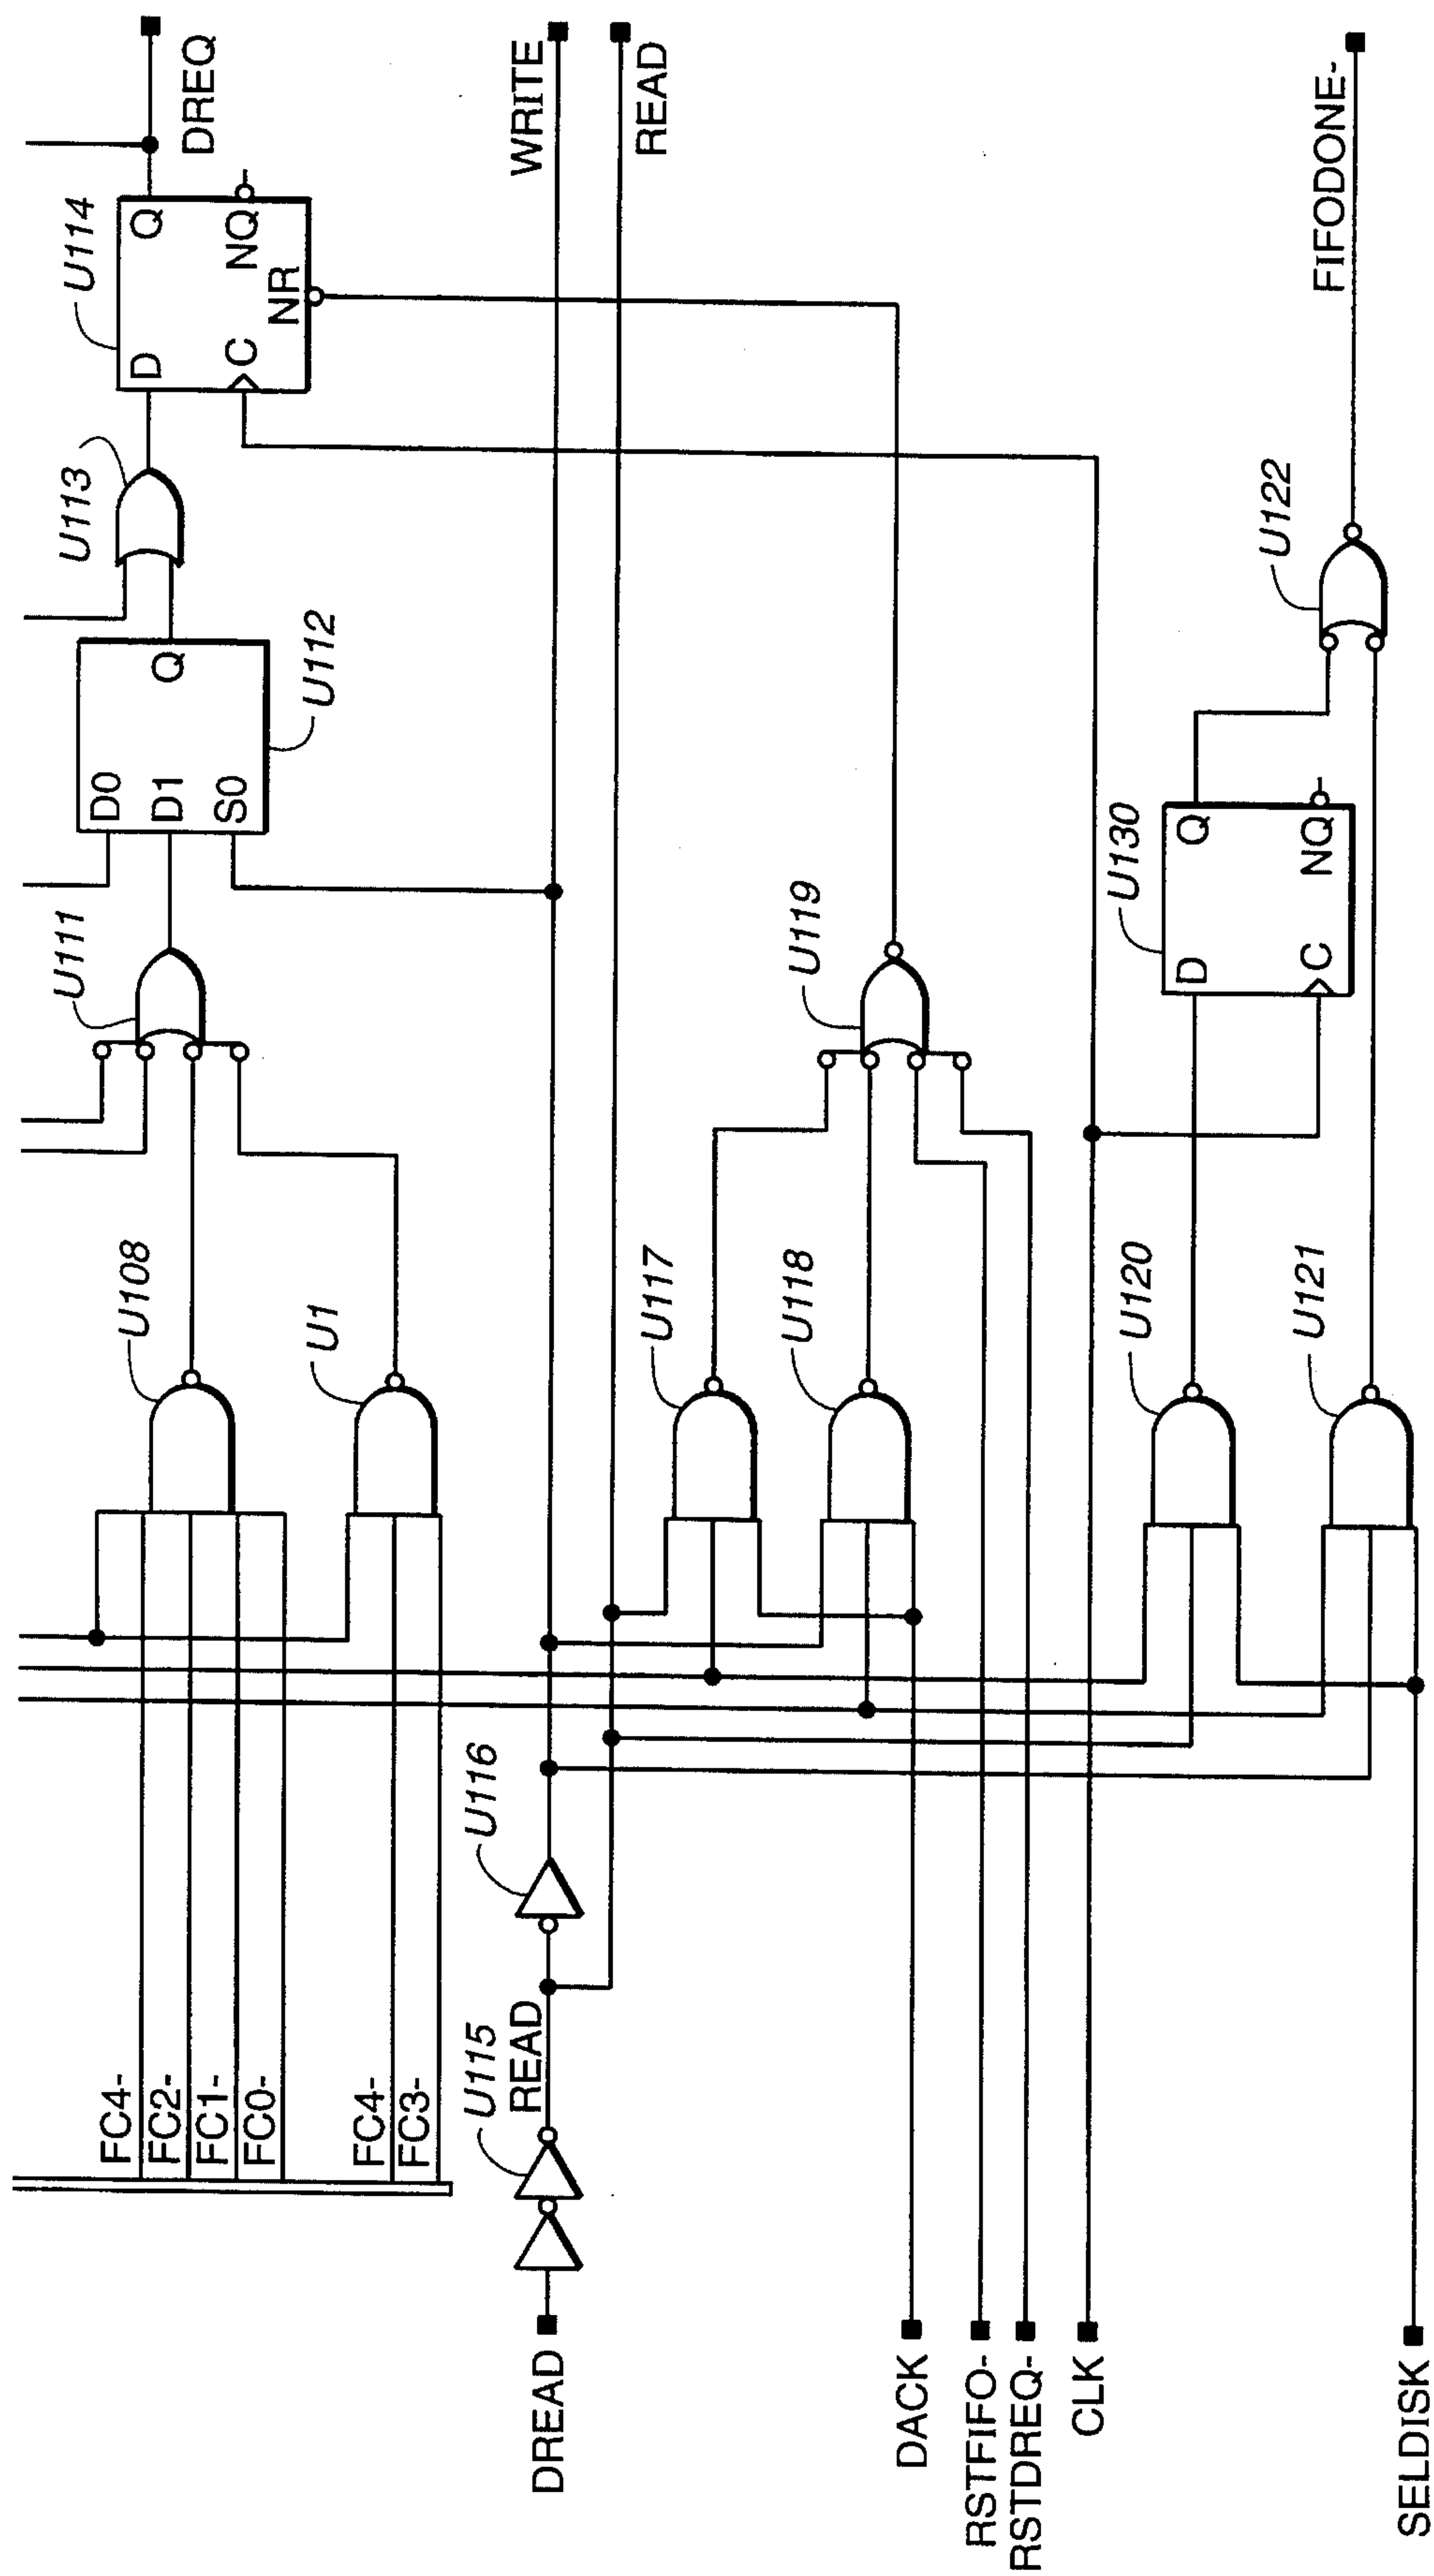 FC4-
FC2-
FC1-
FC0-
U108
U111
D0
D1
S0
Q
U112
U113
D
C
Q
NQ
NR
U114
DREQ
FC4-
FC3-
U1
DREAD
U115
READ
U116
WRITE
READ
U117
U118
U119
DACK
RSTFIFO-
RSTDREQ-
CLK
U120
D
C
Q
NQ
U130
U121
U122
FIFODONE-
SELDISK